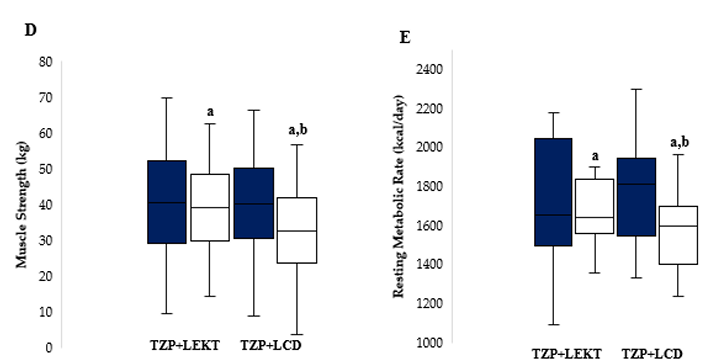 D
Muscle Strength (kg)
80
70
60
50
40
30
20
10
0
a
a,b
TZP+LEKT
TZP+LCD
E
Resting Metabolic Rate (kcal/day)
2400
2200
2000
1800
1600
1400
1200
1000
a
a,b
TZP+LEKT
TZP+LCD